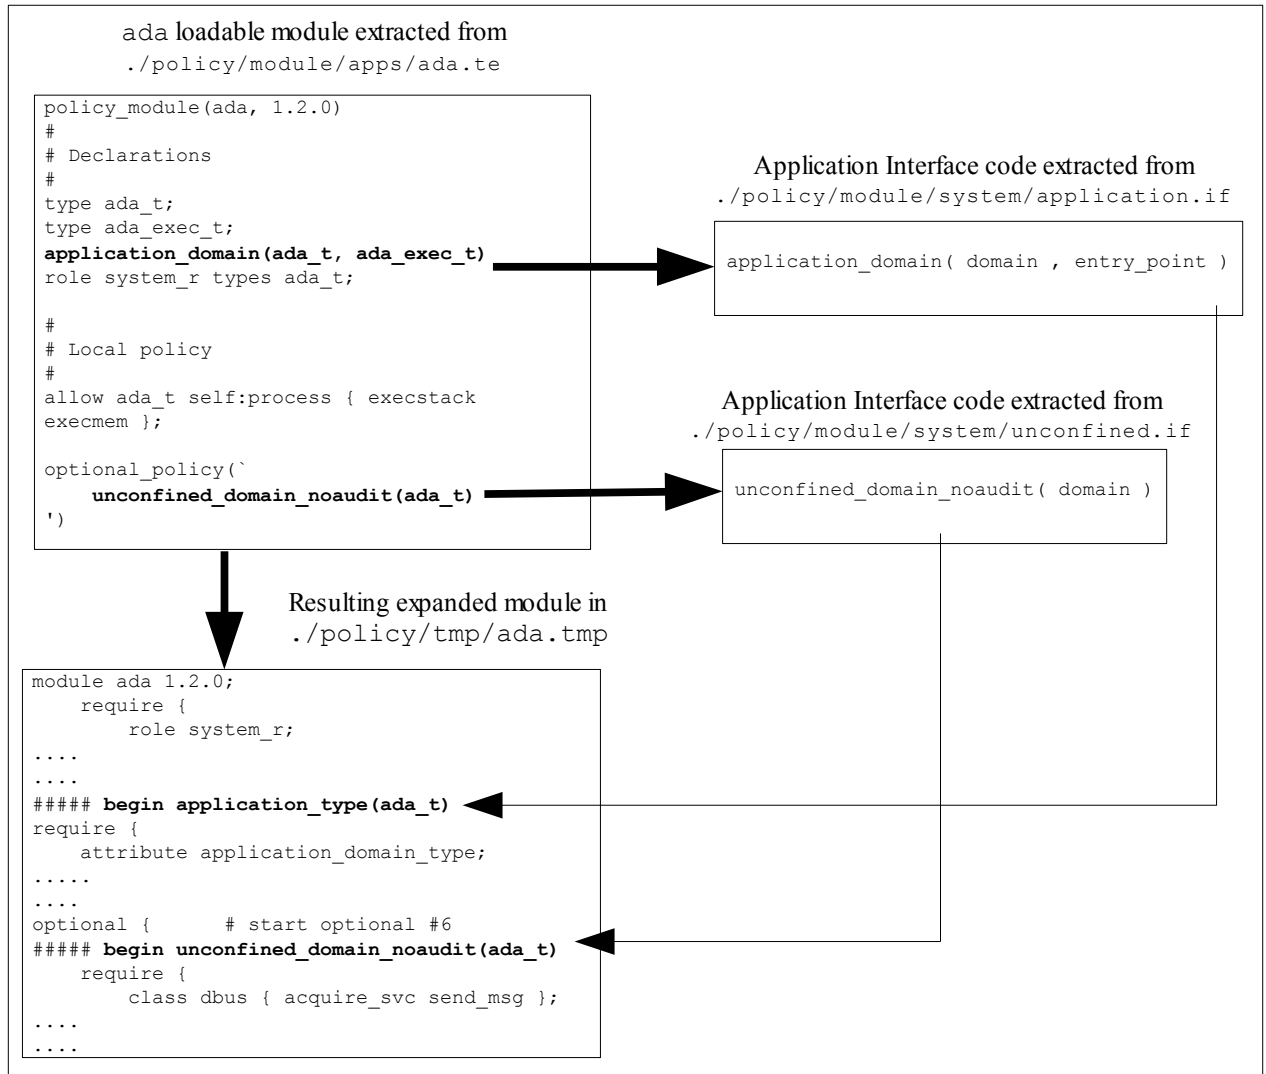 ada loadable module extracted from
./policy/module/apps/ada.te
policy_module(ada, 1.2.0)
#
# Declarations
#
type ada_t;
type ada_exec_t;
application_domain(ada_t, ada_exec_t)
role system_r types ada_t;
#
# Local policy
#
allow ada_t self:process { execstack
execmem };
optional_policy(`
unconfined_domain_noaudit(ada_t)
')
Application Interface code extracted from
./policy/module/system/application.if
application_domain( domain , entry_point )
Application Interface code extracted from
./policy/module/system/unconfined.if
unconfined_domain_noaudit( domain )
Resulting expanded module in
./policy/tmp/ada.tmp
module ada 1.2.0;
require {
role system_r;
....
....
##### begin application_type(ada_t)
require {
attribute application_domain_type;
.....
....
optional { # start optional #6
##### begin unconfined_domain_noaudit(ada_t)
require {
class dbus { acquire_svc send_msg };
....
....